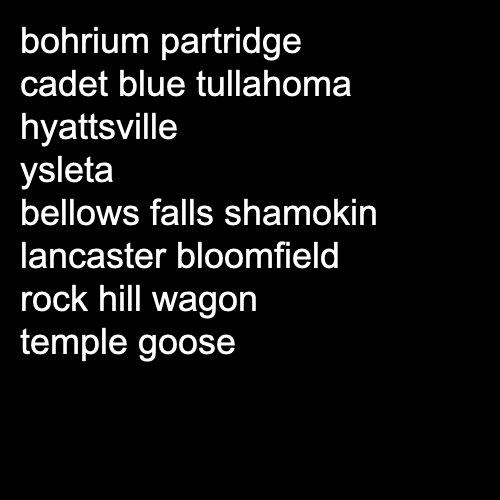 bohrium partridge
cadet blue tullahoma
hyattsville
ysleta
bellows falls shamokin
lancaster bloomfield
rock hill wagon
temple goose